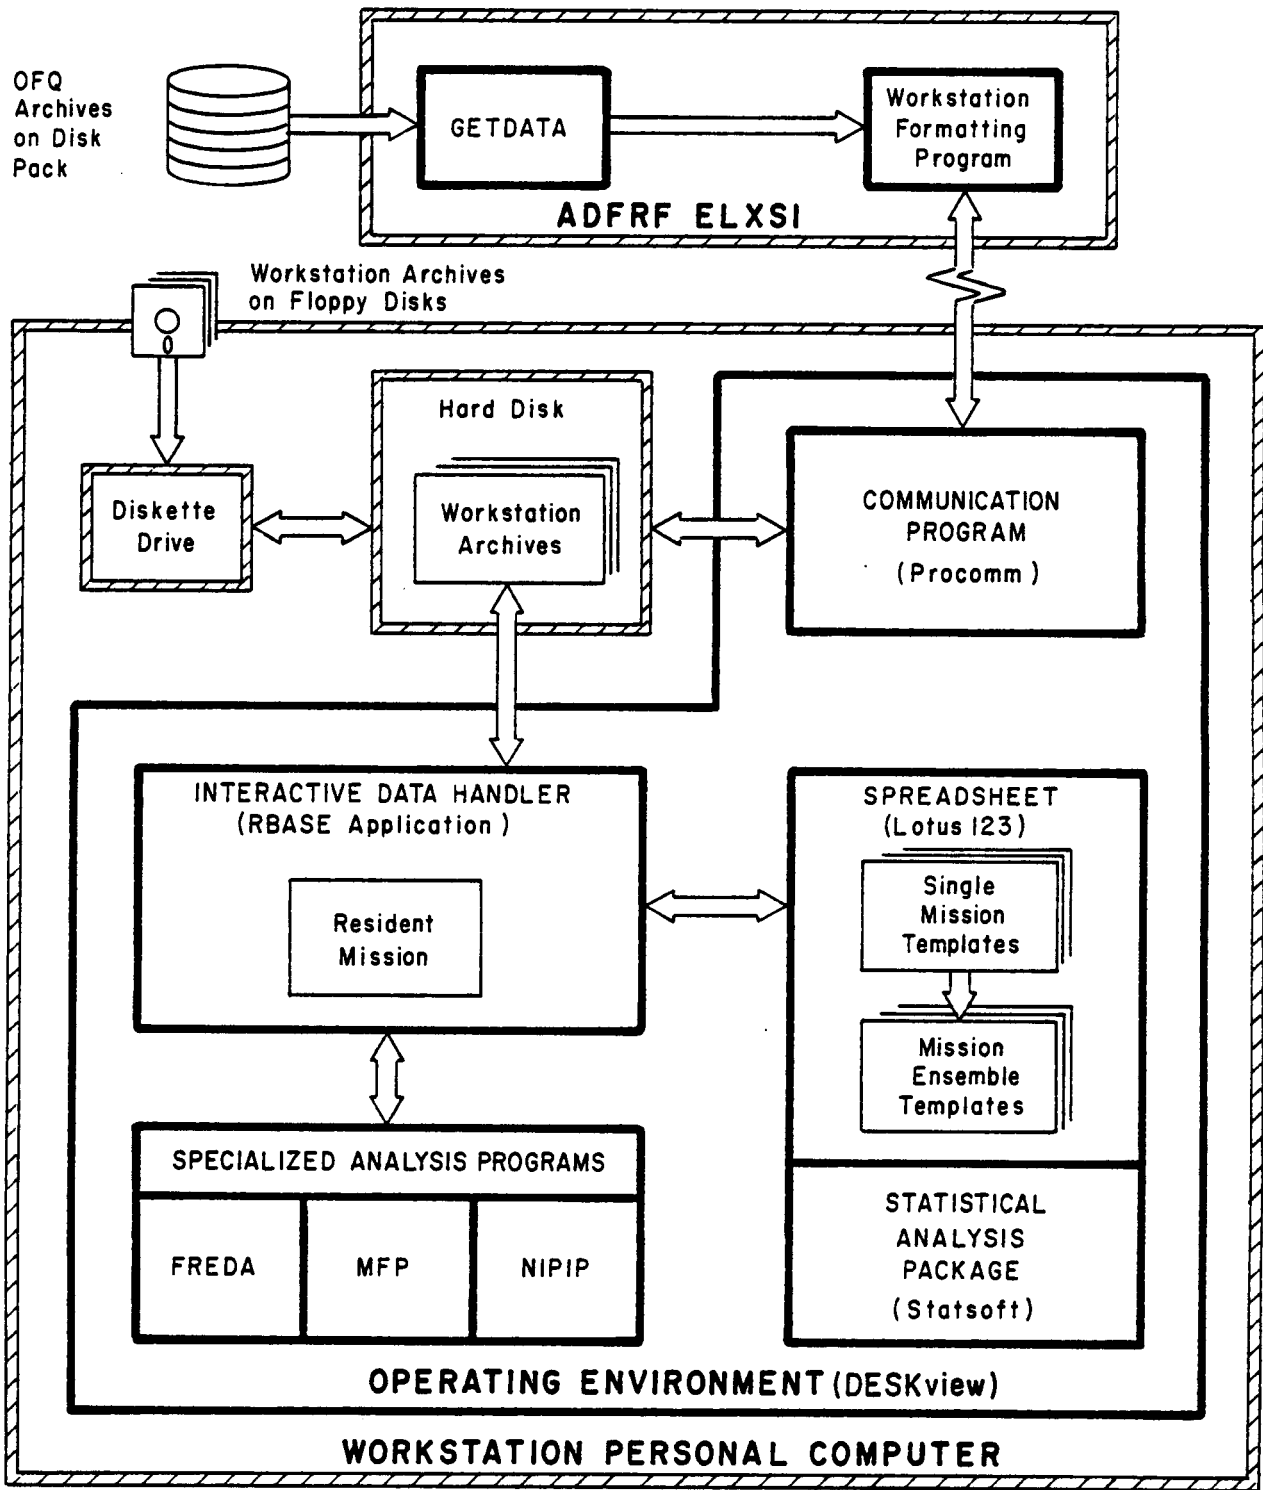 OFQ
Archives
on Disk
Pack
GETDATA
Workstation
Formatting
Program
ADFRF ELXSI
Workstation Archives
on Floppy Disks
Hard Disk
Diskette
Drive
Workstation
Archives
COMMUNICATION
PROGRAM
(Procomm)
INTERACTIVE DATA HANDLER
(RBASE Application)
Resident
Mission
SPREADSHEET
(Lotus 123)
Single
Mission
Templates
Mission
Ensemble
Templates
SPECIALIZED ANALYSIS PROGRAMS
FREDA
MFP
NIPIP
STATISTICAL
ANALYSIS
PACKAGE
(Statsoft)
OPERATING ENVIRONMENT (DESKview)
WORKSTATION PERSONAL COMPUTER